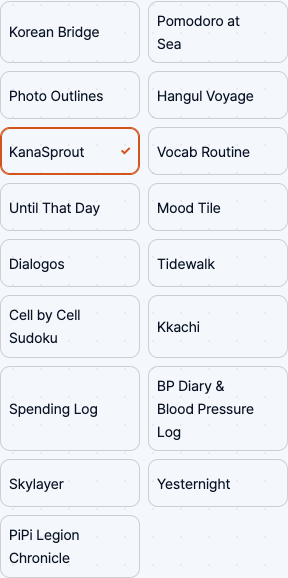 Korean Bridge
Pomodoro at
Sea
Photo Outlines
Hangul Voyage
KanaSprout
Vocab Routine
Until That Day
Mood Tile
Dialogos
Tidewalk
Cell by Cell
Sudoku
Kkachi
Spending Log
BP Diary &
Blood Pressure
Log
Skylayer
Yesternight
PiPi Legion
Chronicle